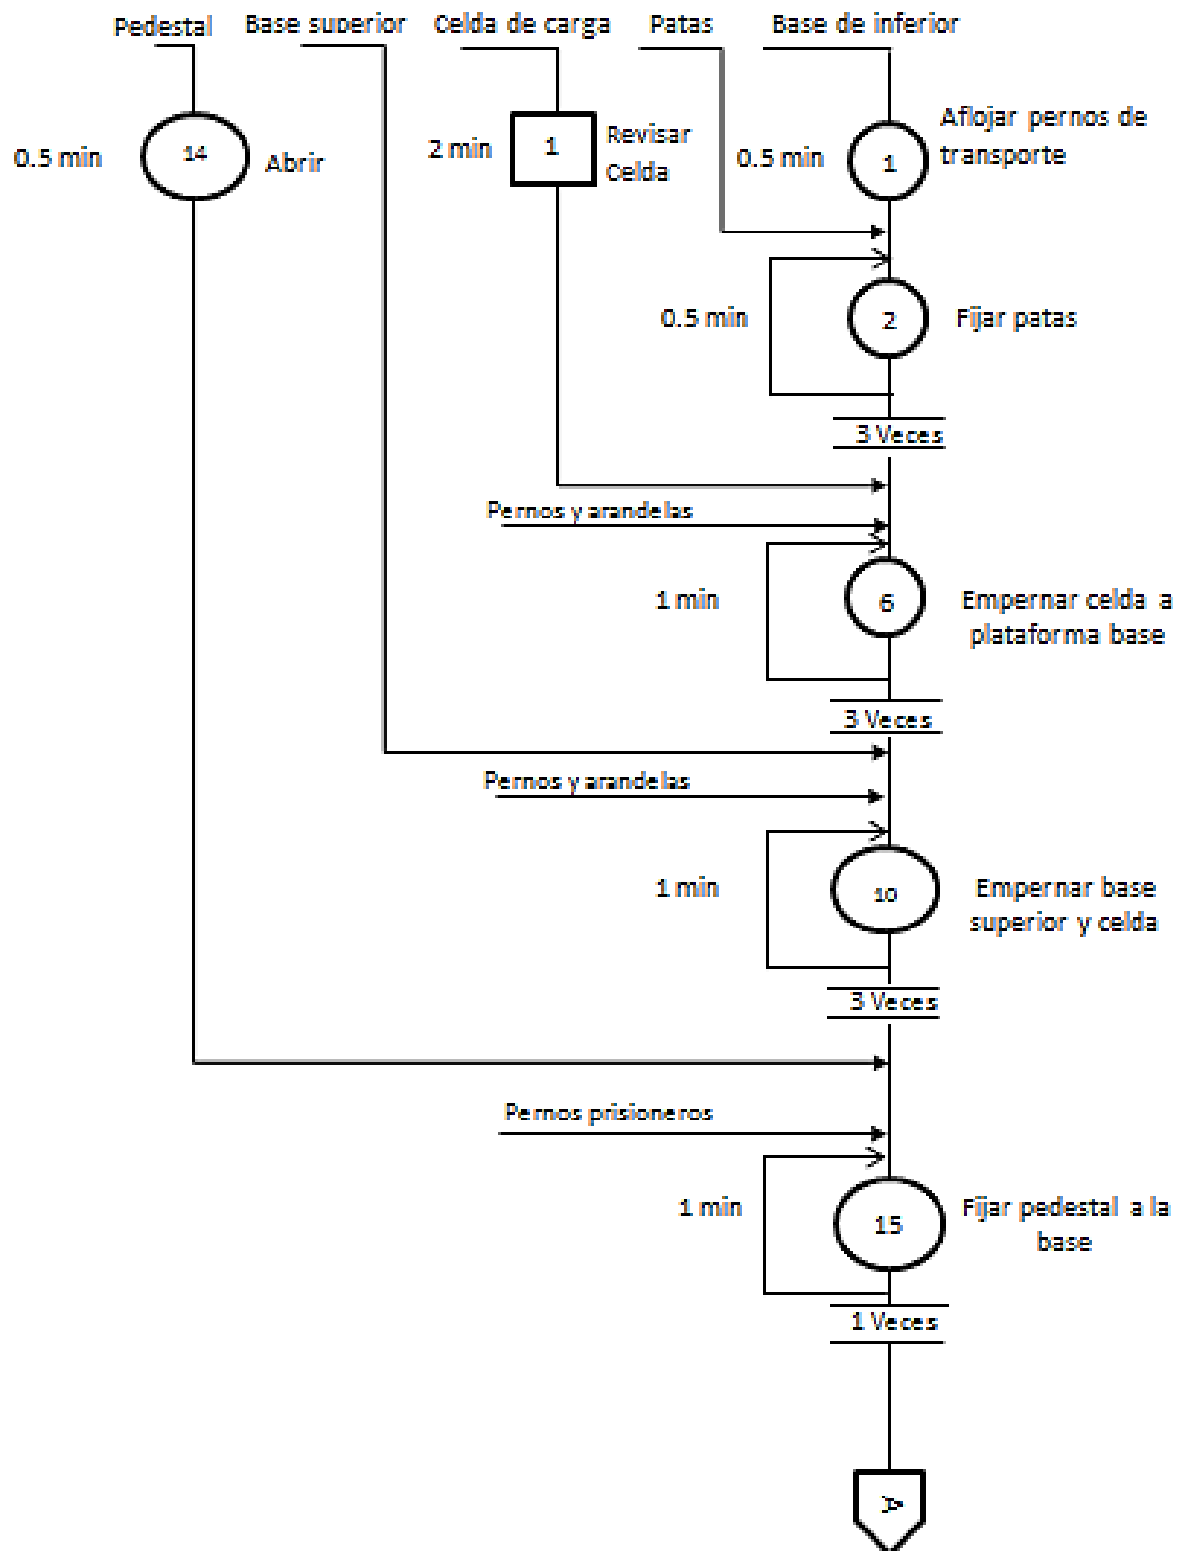 Pedestal
Base superior
Celda de carga
Patas
Base de inferior
0.5 min
14
Abrir
2 min
1
Revisar
Celda
0.5 min
1
Aflojar pernos de
transporte
0.5 min
2
Fijar patas
3 Veces
Pernos y arandelas
1 min
6
Empernar celda a
plataforma base
3 Veces
Pernos y arandelas
1 min
10
Empernar base
superior y celda
3 Veces
Pernos prisioneros
1 min
15
Fijar pedestal a la
base
1 Veces
A